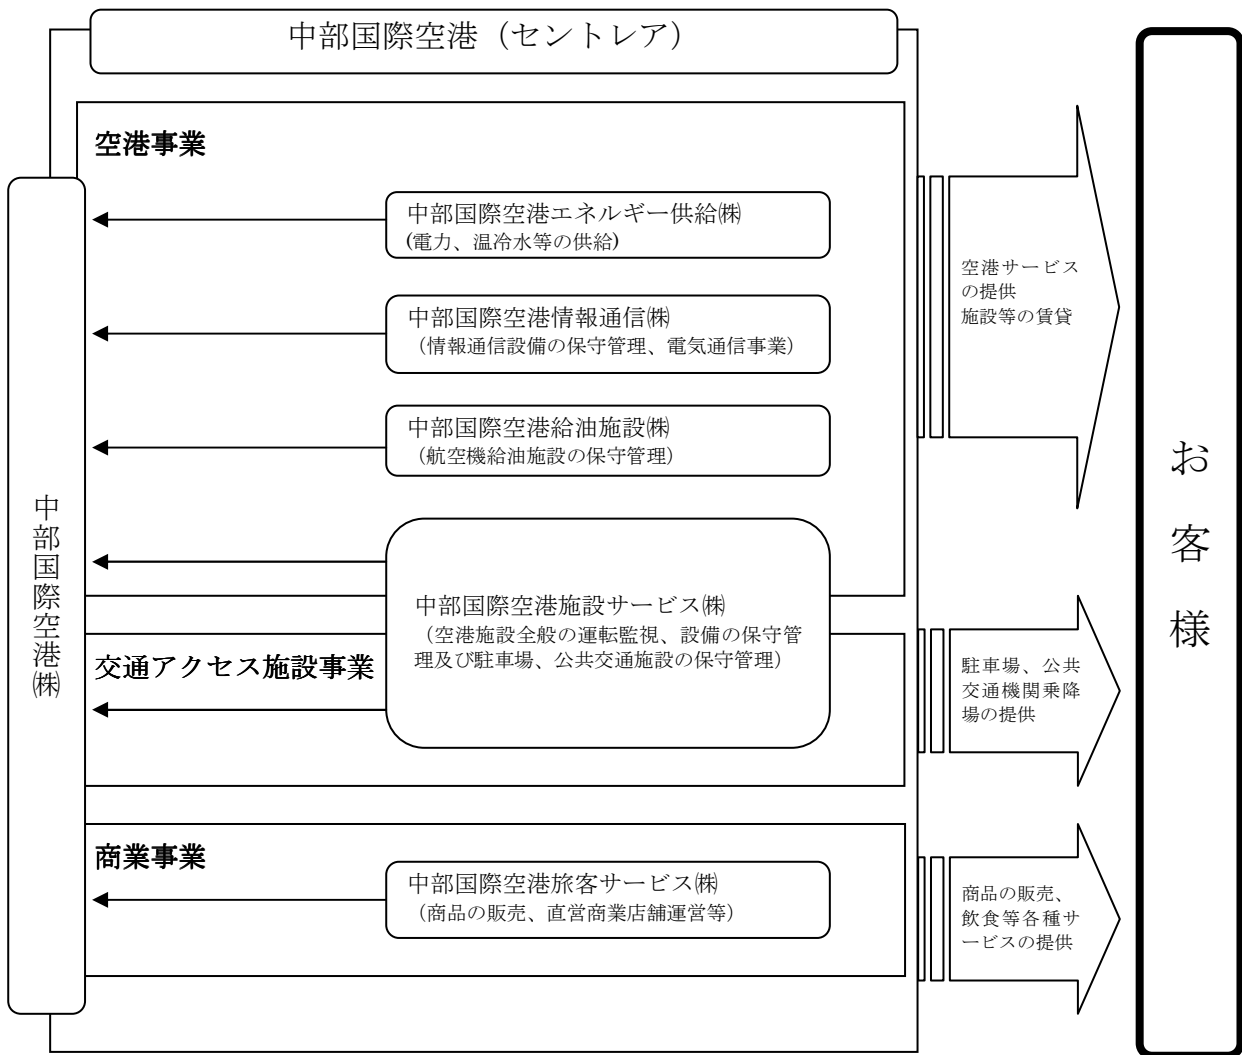 中部国際空港（セントレア）
空港事業
中部国際空港エネルギー供給㈱
(電力、温冷水等の供給)
中部国際空港情報通信㈱
（情報通信設備の保守管理、電気通信事業）
中部国際空港給油施設㈱
（航空機給油施設の保守管理）
中部国際空港施設サービス㈱
（空港施設全般の運転監視、設備の保守管
理及び駐車場、公共交通施設の保守管理）
交通アクセス施設事業
商業事業
中部国際空港旅客サービス㈱
（商品の販売、直営商業店舗運営等）
中部国際空港㈱
空港サービス
の提供
施設等の賃貸
駐車場、公共
交通機関乗降
場の提供
商品の販売、
飲食等各種サ
ービスの提供
お客様